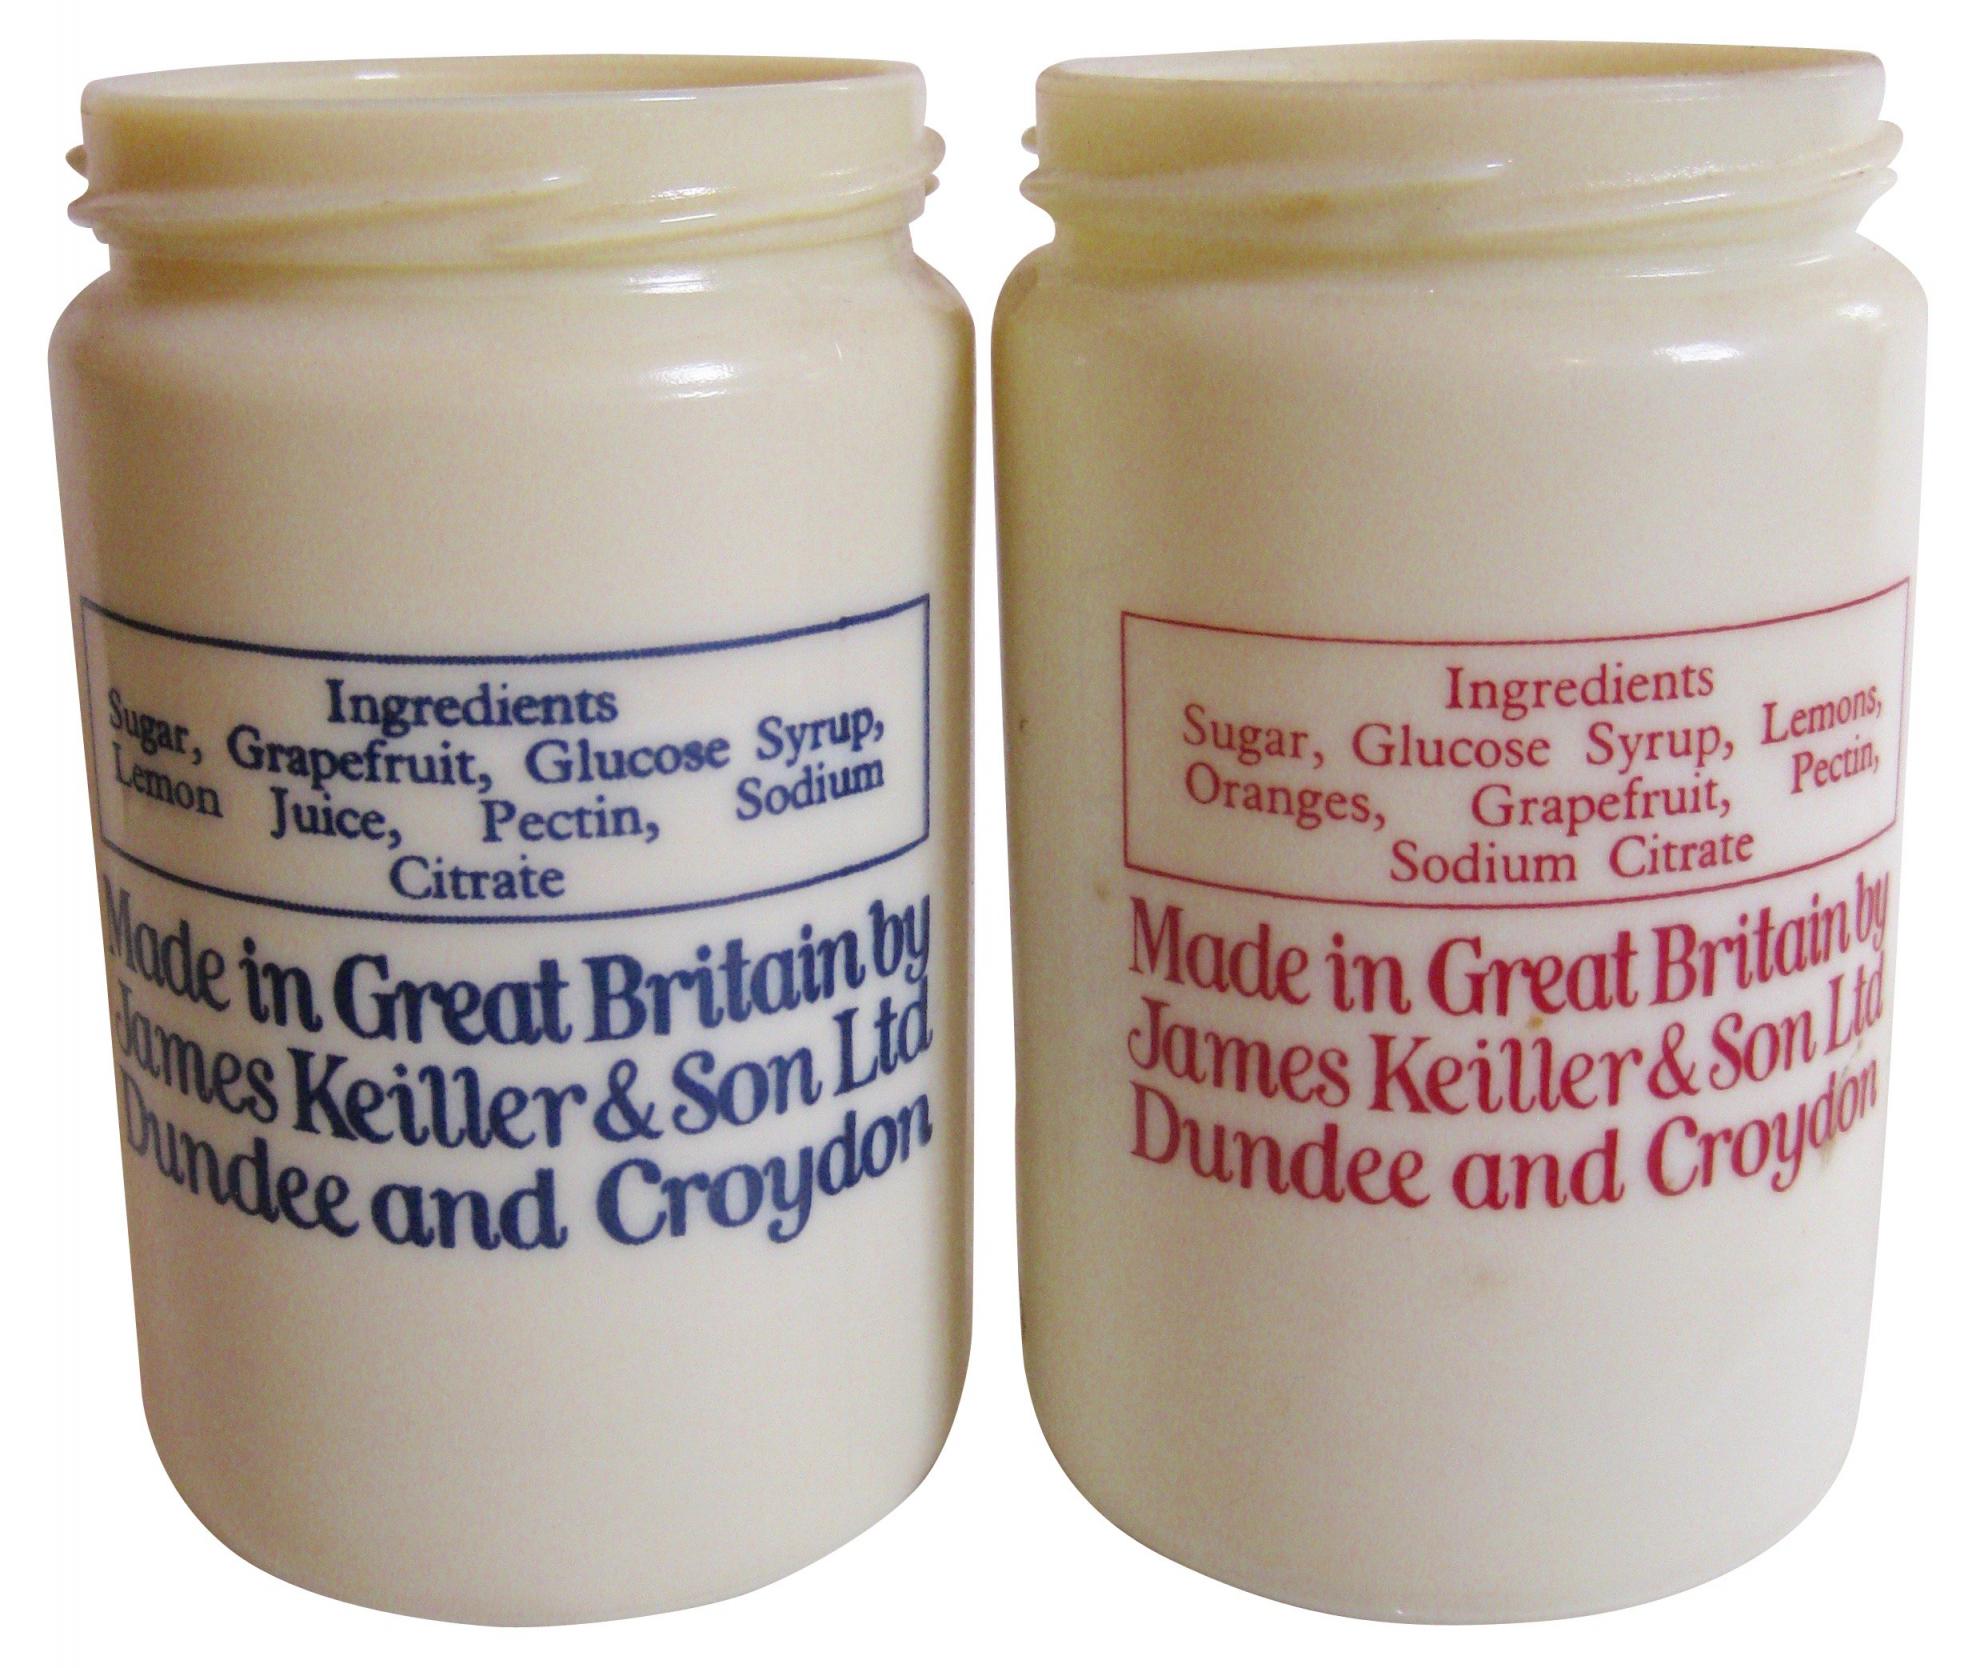 Ingredients
Sugar, Grapefruit, Glucose Syrup,
Lemon Juice, Pectin, Sodium
Citrate
Made in Great Britain by
James Keiller & Son Ltd
Dundee and Croydon
Ingredients
Sugar, Glucose Syrup, Lemons,
Oranges, Grapefruit, Pectin,
Sodium Citrate
Made in Great Britain by
James Keiller & Son Ltd
Dundee and Croydon